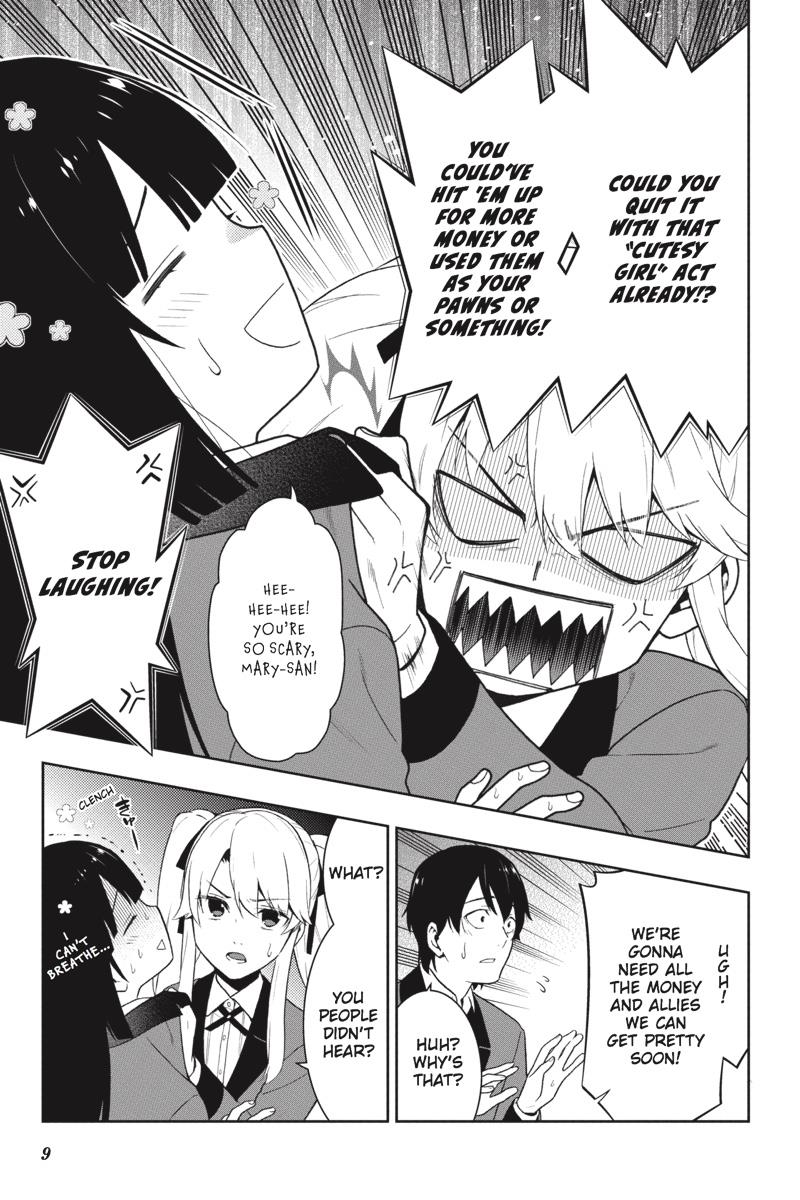 COULD YOU
QUIT IT
WITH THAT
"CUTESY
GIRL" ACT
ALREADY!?
YOU
COULD'VE
HIT 'EM UP
FOR MORE
MONEY OR
USED THEM
AS YOUR
PAWNS OR
SOMETHING!
HEE-
HEE-HEE!
YOU'RE
SO SCARY,
MARY-SAN!
STOP
LAUGHING!
UGH!
WE'RE
GONNA
NEED ALL
THE MONEY
AND ALLIES
WE CAN
GET PRETTY
SOON!
HUH?
WHY'S
THAT?
WHAT?
YOU
PEOPLE
DIDN'T
HEAR?
CLENCH
ぎゅー
I
CAN'T
BREATHE...
9